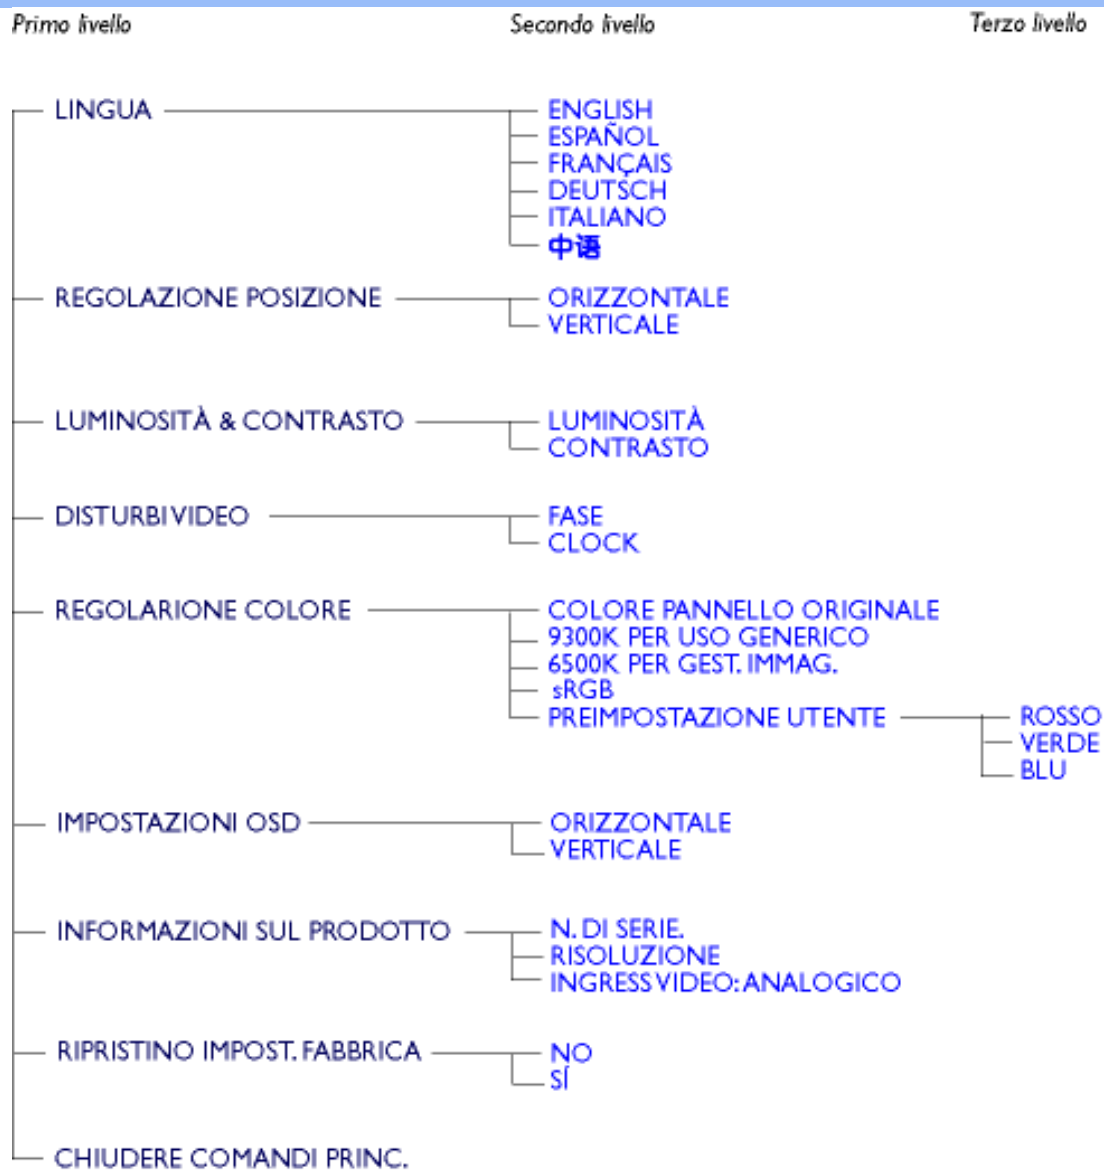 Primo livello Secondo livello Terzo livello
LINGUA ENGLISH
ESPAÑOL
FRANÇAIS
DEUTSCH
ITALIANO
中语
REGOLAZIONE POSIZIONE ORIZZONTALE
VERTICALE
LUMINOSITÀ & CONTRASTO LUMINOSITÀ
CONTRASTO
DISTURBI VIDEO FASE
CLOCK
REGOLARIONE COLORE COLORE PANNELLO ORIGINALE
9300K PER USO GENERICO
6500K PER GEST. IMMAG.
sRGB
PREIMPOSTAZIONE UTENTE ROSSO
VERDE
BLU
IMPOSTAZIONI OSD ORIZZONTALE
VERTICALE
INFORMAZIONI SUL PRODOTTO N. DI SERIE.
RISOLUZIONE
INGRESS VIDEO: ANALOGICO
RIPRISTINO IMPOST. FABBRICA NO
SÍ
CHIUDERE COMANDI PRINC.